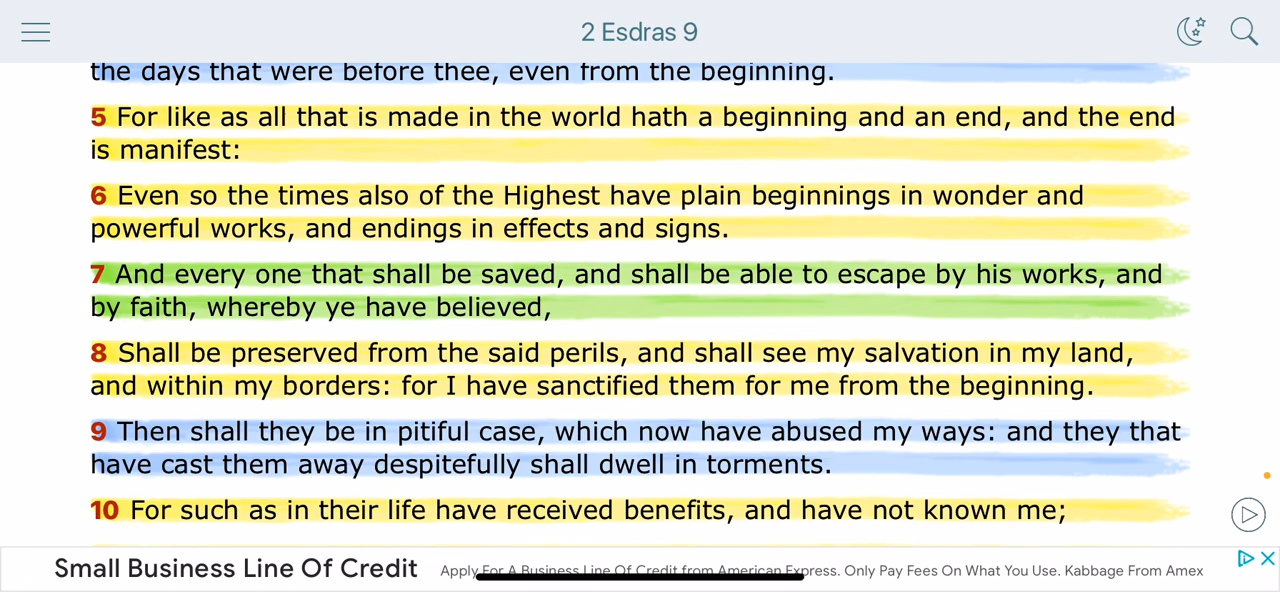 2 Esdras 9
the days that were before thee, even from the beginning.
5 For like as all that is made in the world hath a beginning and an end, and the end
is manifest:
6 Even so the times also of the Highest have plain beginnings in wonder and
powerful works, and endings in effects and signs.
7 And every one that shall be saved, and shall be able to escape by his works, and
by faith, whereby ye have believed,
8 Shall be preserved from the said perils, and shall see my salvation in my land,
and within my borders: for I have sanctified them for me from the beginning.
9 Then shall they be in pitiful case, which now have abused my ways: and they that
have cast them away despitefully shall dwell in torments.
10 For such as in their life have received benefits, and have not known me;
Small Business Line Of Credit
Apply For A Business Line Of Credit from American Express. Only Pay Fees On What You Use. Kabbage From Amex